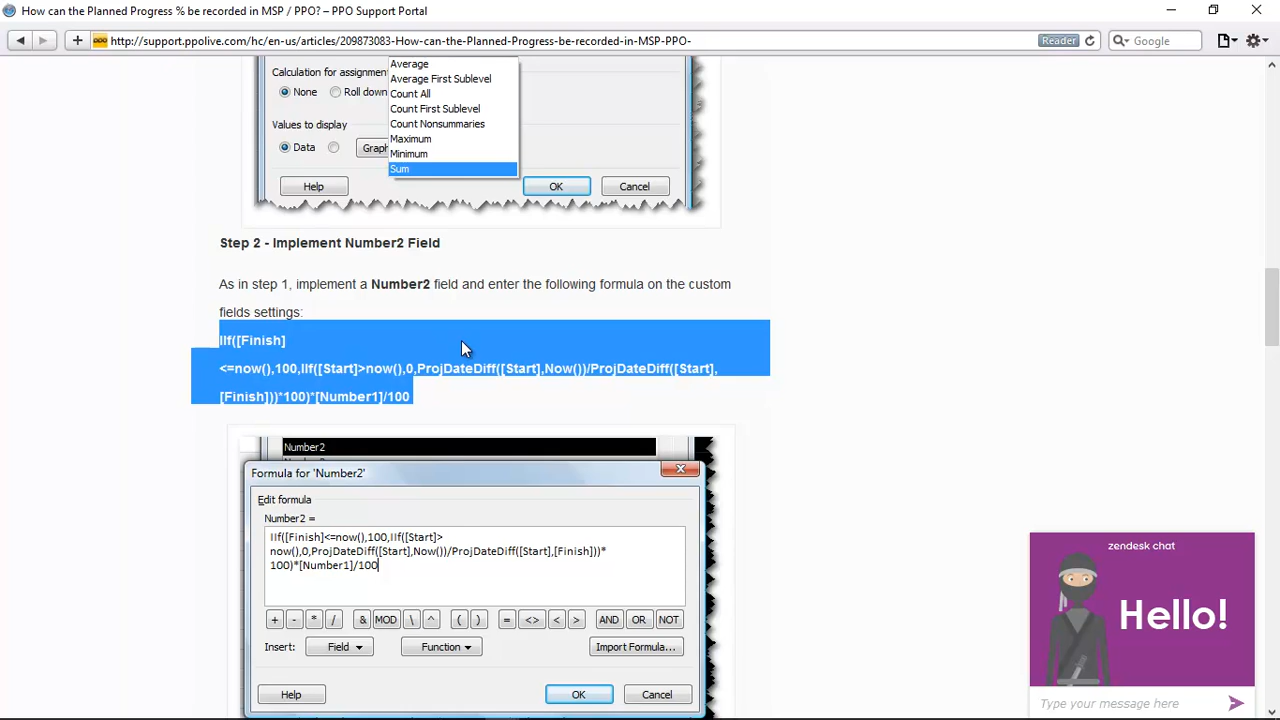 How can the Planned Progress % be recorded in MSP / PPO? – PPO Support Portal
http://support.ppolive.com/hc/en-us/articles/209873083-How-can-the-Planned-Progress-be-recorded-in-MSP-PPO-
Reader
Google
Average
Calculation for assignment
Average First Sublevel
None
Roll down
Count All
Count First Sublevel
Values to display
Count Nonsummaries
Maximum
Data
Graph
Minimum
Sum
Help
OK
Cancel
Step 2 - Implement Number2 Field
As in step 1, implement a Number2 field and enter the following formula on the custom
fields settings:
IIf([Finish]
<=now(),100,IIf([Start]>now(),0,ProjDateDiff([Start],Now())/ProjDateDiff([Start],
[Finish]))*100)*[Number1]/100
Number2
Formula for 'Number2'
Edit formula
Number2 =
IIf([Finish]<=now(),100,IIf([Start]>
now(),0,ProjDateDiff([Start],Now())/ProjDateDiff([Start],[Finish]))*
100)*[Number1]/100
+ - * / & MOD \ ^ ( ) = <> < > AND OR NOT
Insert:
Field
Function
Import Formula...
Help
OK
Cancel
zendesk chat
Hello!
Type your message here